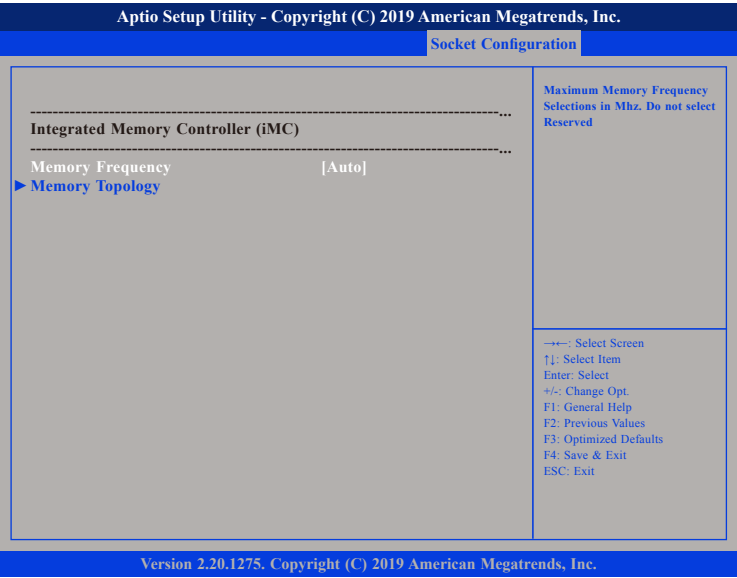 Aptio Setup Utility - Copyright (C) 2019 American Megatrends, Inc.
Socket Configuration
--------------------------------------------------------------------------------...
Integrated Memory Controller (iMC)
--------------------------------------------------------------------------------...
Memory Frequency [Auto]
► Memory Topology
Maximum Memory Frequency
Selections in Mhz. Do not select
Reserved
→←: Select Screen
↑↓: Select Item
Enter: Select
+/-: Change Opt.
F1: General Help
F2: Previous Values
F3: Optimized Defaults
F4: Save & Exit
ESC: Exit
Version 2.20.1275. Copyright (C) 2019 American Megatrends, Inc.